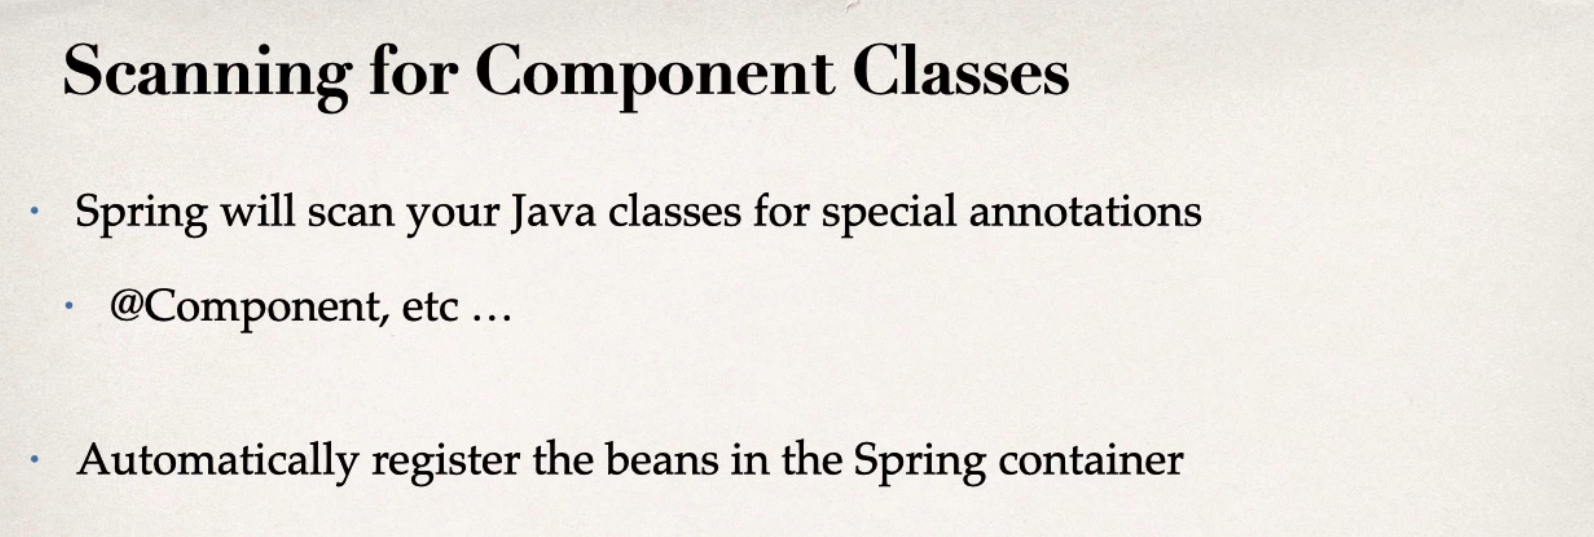 Scanning for Component Classes
• Spring will scan your Java classes for special annotations
• @Component, etc …
• Automatically register the beans in the Spring container